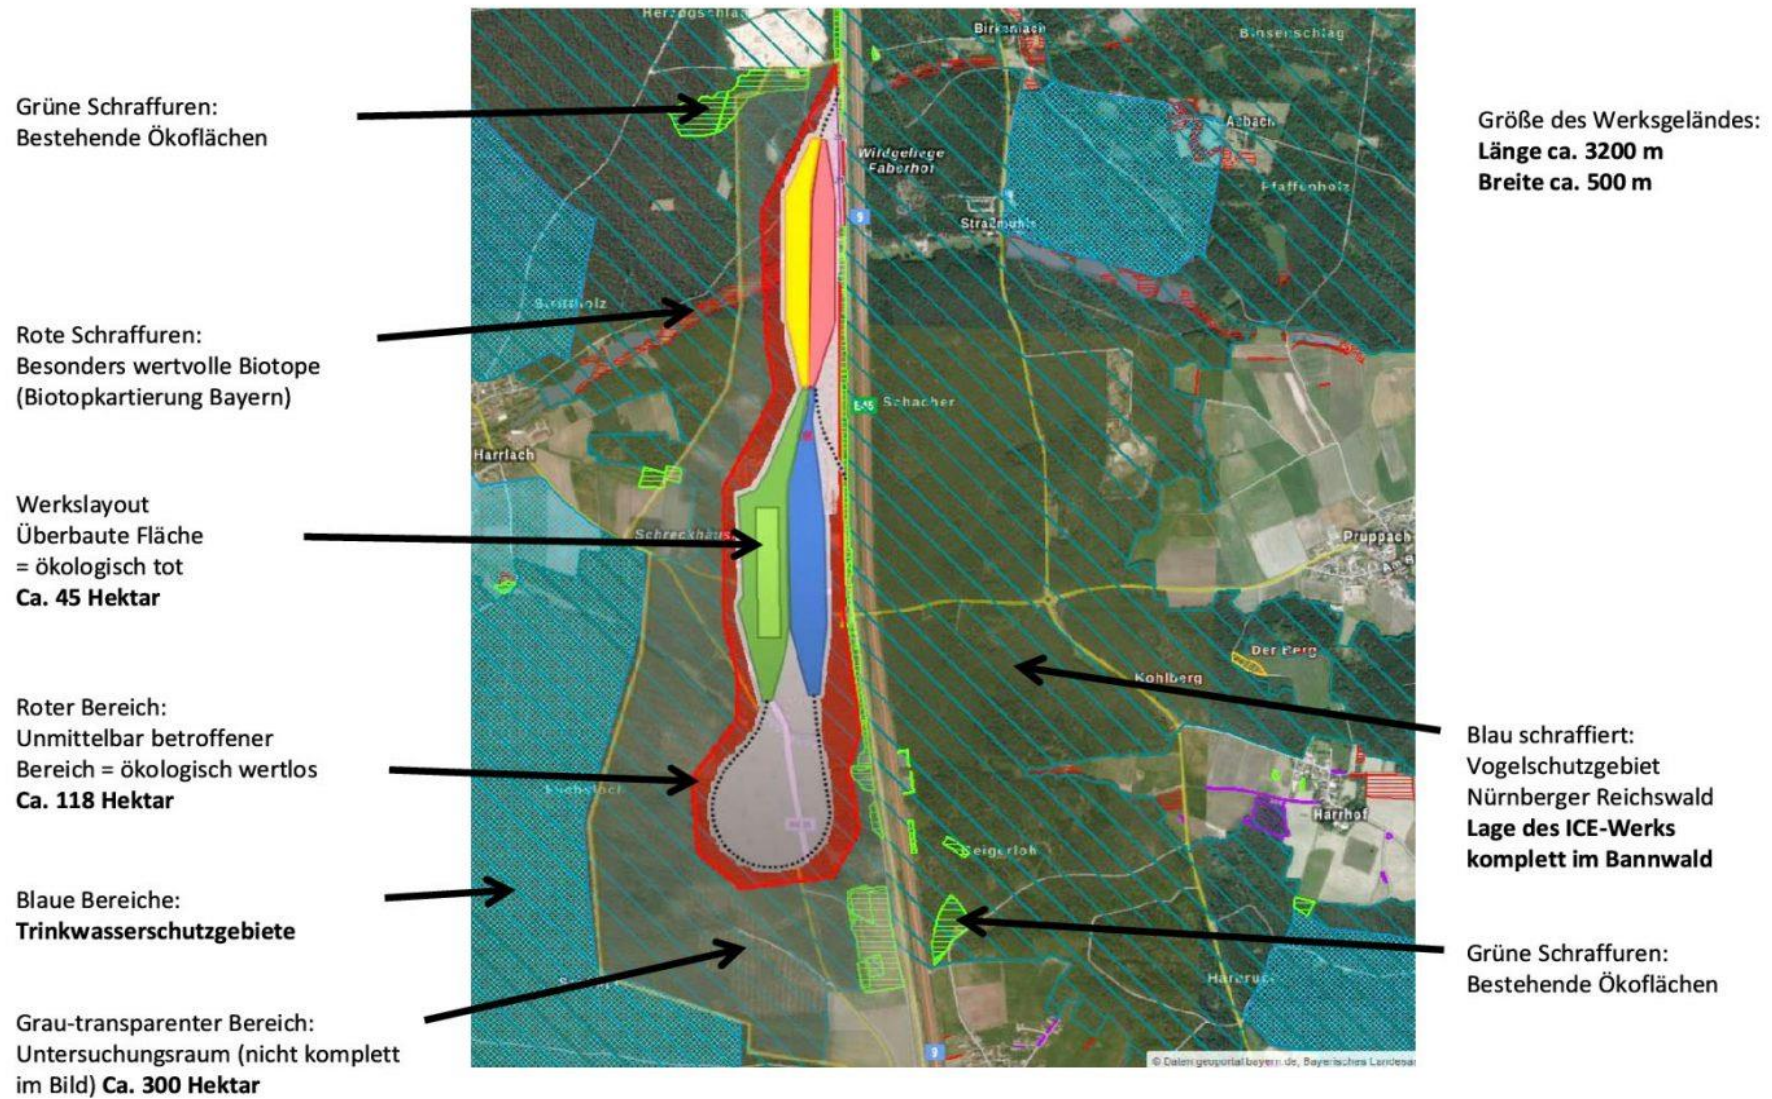 Grüne Schraffuren:
Bestehende Ökoflächen
Rote Schraffuren:
Besonders wertvolle Biotope
(Biotopkartierung Bayern)
Werkslayout
Überbaute Fläche
= ökologisch tot
Ca. 45 Hektar
Roter Bereich:
Unmittelbar betroffener
Bereich = ökologisch wertlos
Ca. 118 Hektar
Blaue Bereiche:
Trinkwasserschutzgebiete
Grau-transparenter Bereich:
Untersuchungsraum (nicht komplett
im Bild) Ca. 300 Hektar
Herzogschlag
Birkenlach
Binsenschlag
Asbach
Wildgehege
Faberhof
Pfaffenholz
9
Straßmühle
E45
Schacher
Harrlach
Pruppach
Der Berg
Kohlberg
Harrhof
Geigerloh
9
© Daten: geoportal.bayern.de, Bayerisches
Größe des Werksgeländes:
Länge ca. 3200 m
Breite ca. 500 m
Blau schraffiert:
Vogelschutzgebiet
Nürnberger Reichswald
Lage des ICE-Werks
komplett im Bannwald
Grüne Schraffuren:
Bestehende Ökoflächen